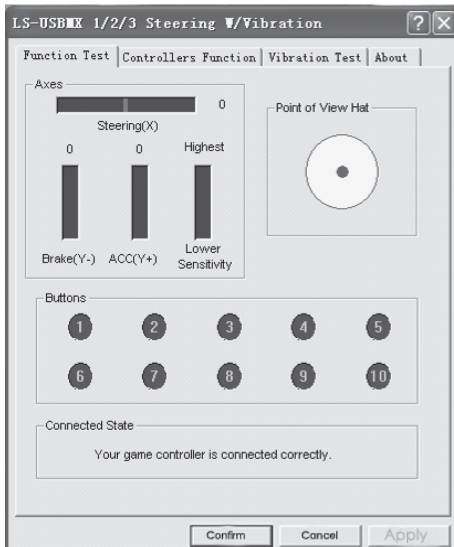 LS-USBMX 1/2/3 Steering W/Vibration
Function Test Controllers Function Vibration Test About
Axes
0
Steering(X)
0 0 Highest
Brake(Y-) ACC(Y+) Lower
Sensitivity
Point of View Hat
Buttons
1 2 3 4 5
6 7 8 9 10
Connected State
Your game controller is connected correctly.
Confirm Cancel Apply